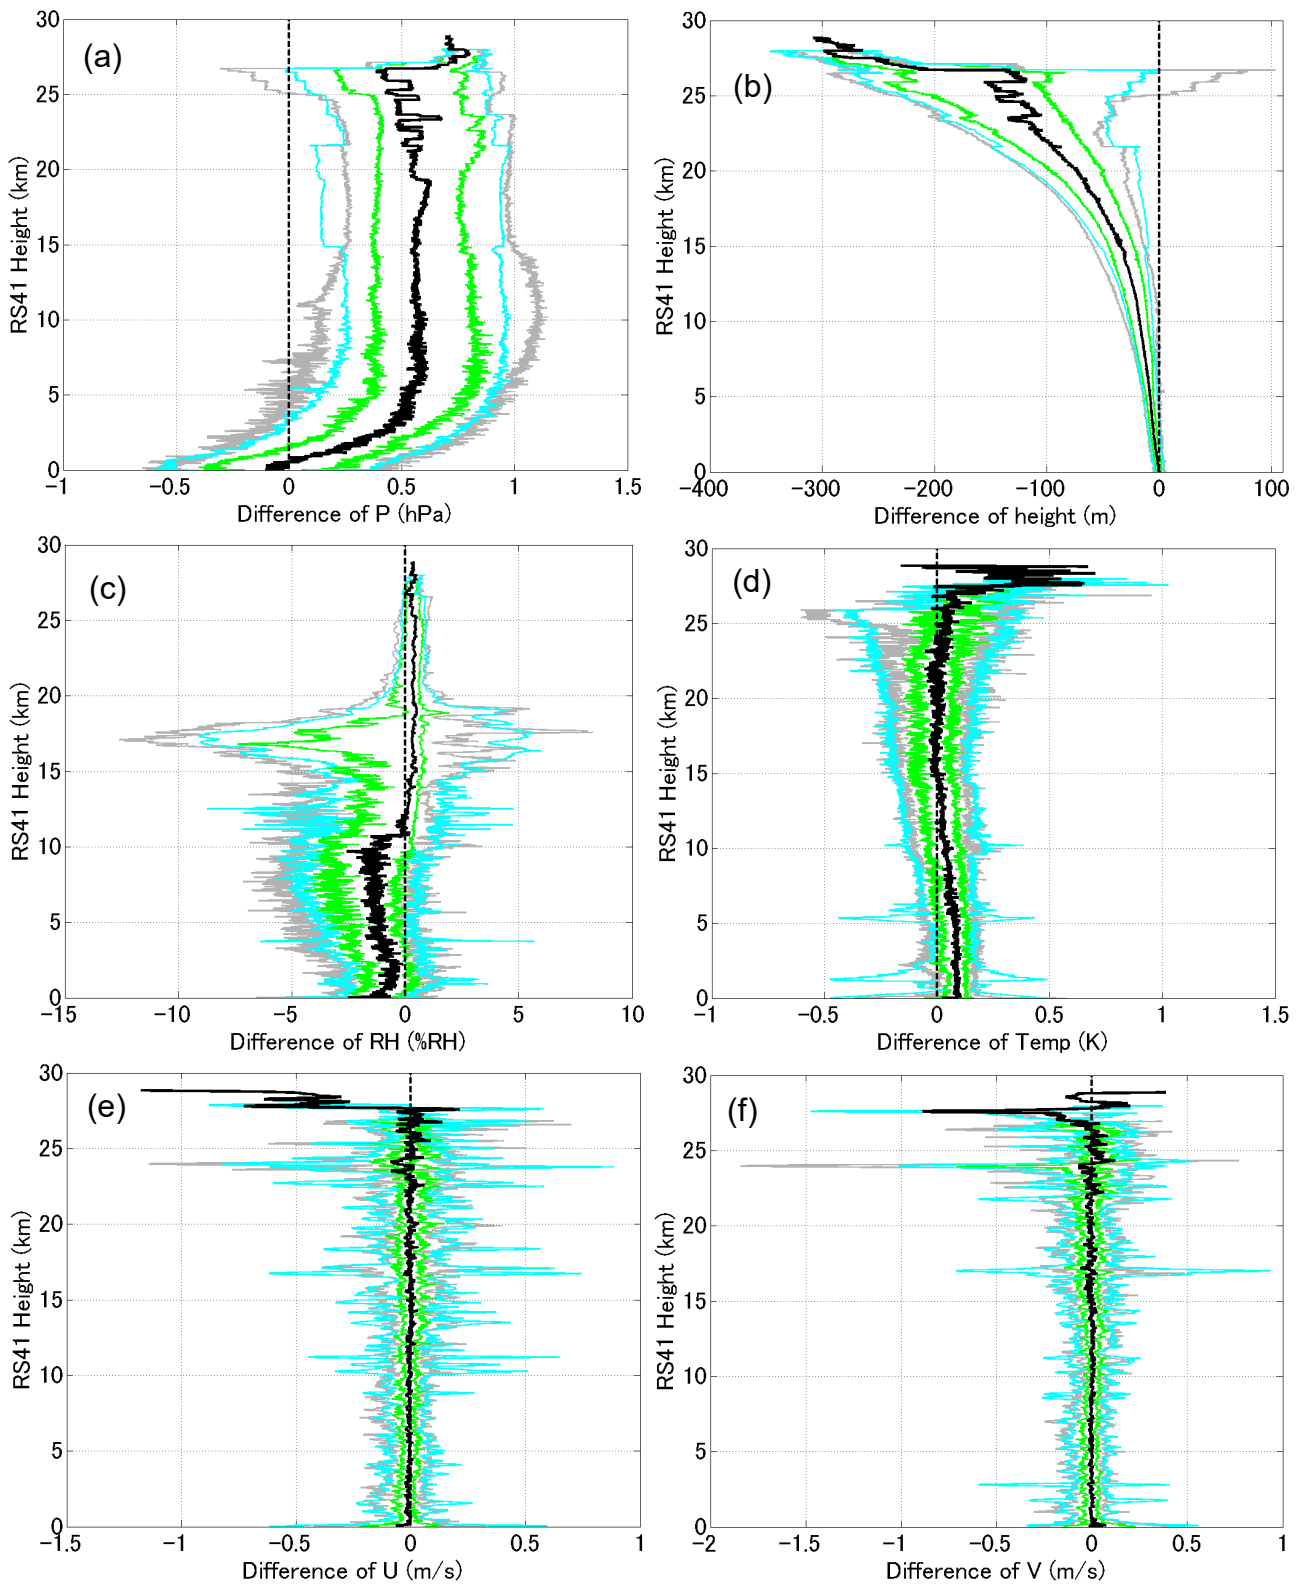 (a)
RS41 Height (km)
30
25
20
15
10
5
0
−1 −0.5 0 0.5 1 1.5
Difference of P (hPa)
(b)
RS41 Height (km)
30
25
20
15
10
5
0
−400 −300 −200 −100 0 100
Difference of height (m)
(c)
RS41 Height (km)
30
25
20
15
10
5
0
−15 −10 −5 0 5 10
Difference of RH (%RH)
(d)
RS41 Height (km)
30
25
20
15
10
5
0
−1 −0.5 0 0.5 1 1.5
Difference of Temp (K)
(e)
RS41 Height (km)
30
25
20
15
10
5
0
−1.5 −1 −0.5 0 0.5 1
Difference of U (m/s)
(f)
RS41 Height (km)
30
25
20
15
10
5
0
−2 −1.5 −1 −0.5 0 0.5 1
Difference of V (m/s)